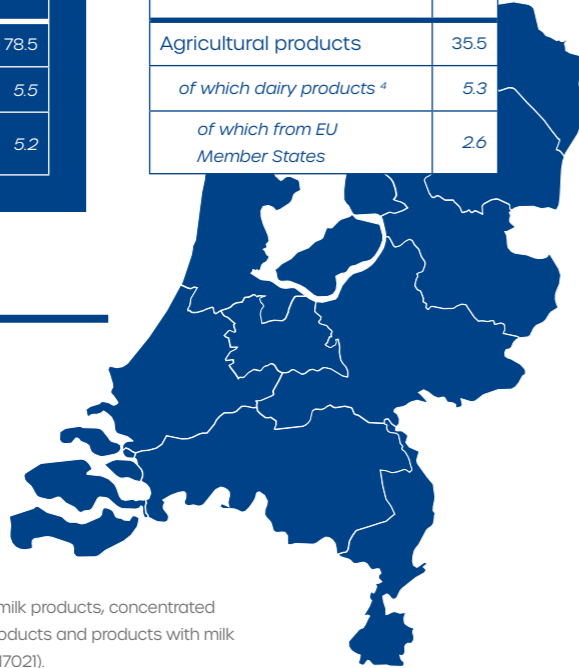 78.5
5.5
5.2
Agricultural products 35.5
of which dairy products ⁴ 5.3
of which from EU
Member States 2.6
milk products, concentrated
products and products with milk
17021).